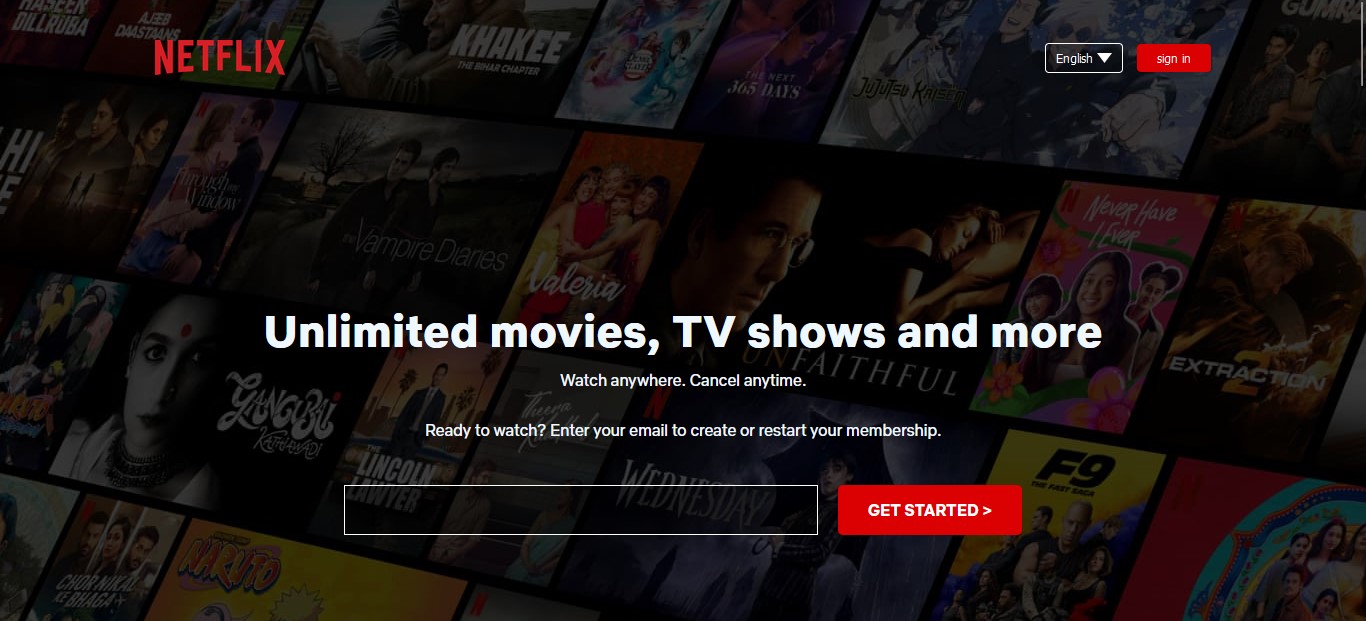 HASEER
DILLRUBA
AJEEB
DAASTAANS
NETFLIX
KHAKEE
THE BIHAR CHAPTER
THE NEXT
365 DAYS
JUJUTSU KAISEN
English
sign in
Through my
Window
The Vampire Diaries
Valeria
Never Have
I Ever
UNFAITHFUL
EXTRACTION
2
Unlimited movies, TV shows and more
Watch anywhere. Cancel anytime.
Ready to watch? Enter your email to create or restart your membership.
GANGUBAI
KATHIAWADI
THE
LINCOLN
LAWYER
WEDNESDAY
F9
THE FAST SAGA
GET STARTED >
NARUTO
CHOR NIKAL
KE BHAGA